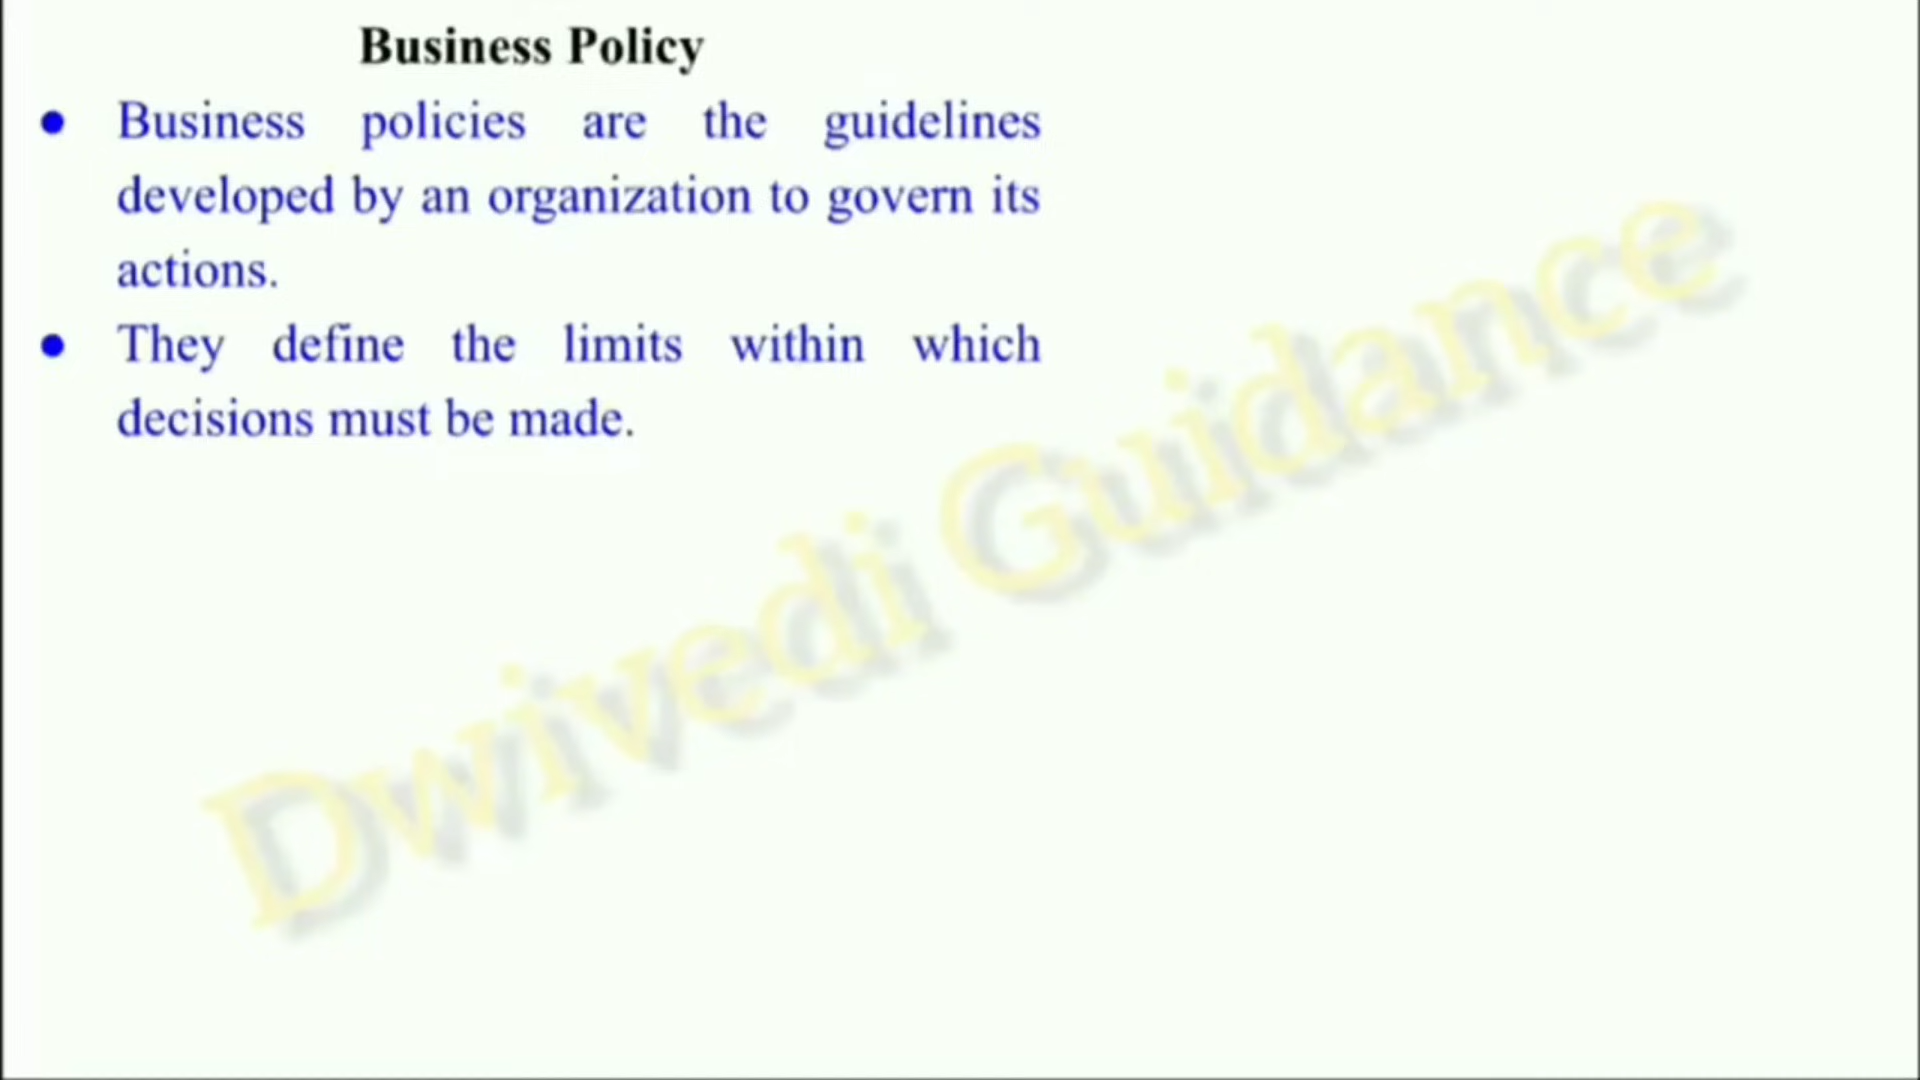 Business Policy
● Business policies are the guidelines
developed by an organization to govern its
actions.
● They define the limits within which
decisions must be made.
Dwivedi Guidance